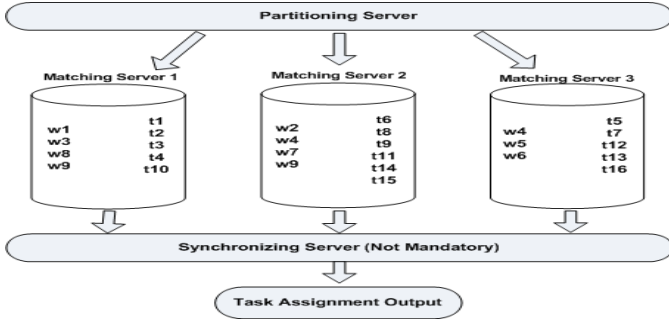 Partitioning Server
Matching Server 1
Matching Server 2
Matching Server 3
w1
w3
w8
w9
t1
t2
t3
t4
t10
w2
w4
w7
w9
t6
t8
t9
t11
t14
t15
w4
w5
w6
t5
t7
t12
t13
t16
Synchronizing Server (Not Mandatory)
Task Assignment Output